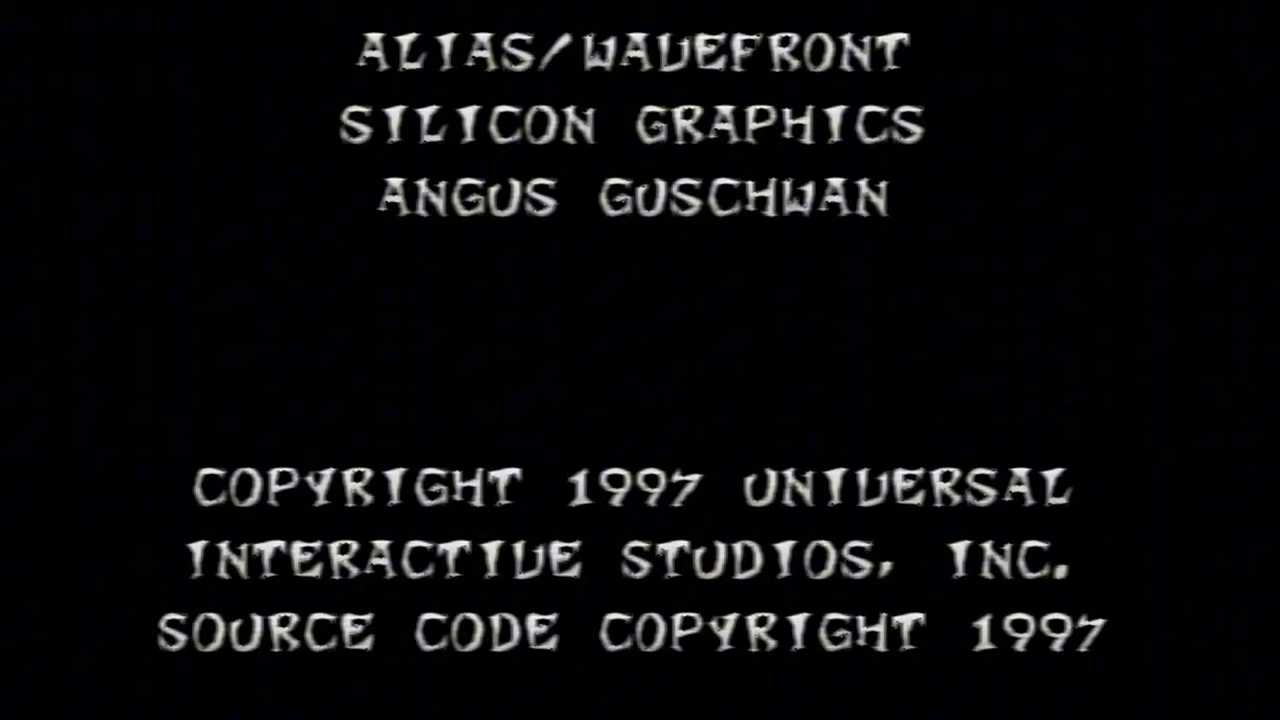 ALIAS/WAVEFRONT
SILICON GRAPHICS
ANGUS GUSCHWAN
COPYRIGHT 1997 UNIVERSAL
INTERACTIVE STUDIOS, INC.
SOURCE CODE COPYRIGHT 1997